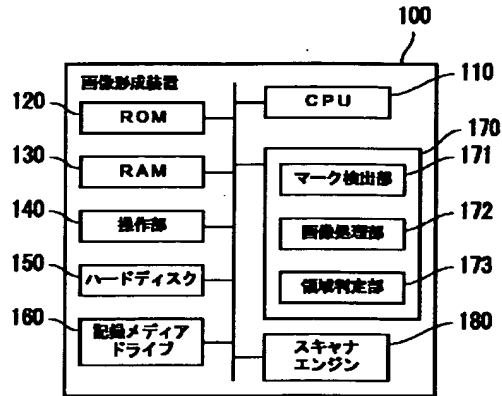 100
画像形成装置
110
120
ROM
CPU
130
RAM
170
171
マーク検出部
140
操作部
172
画像処理部
150
ハードディスク
173
領域判定部
160
記録メディア
ドライブ
180
スキャナ
エンジン